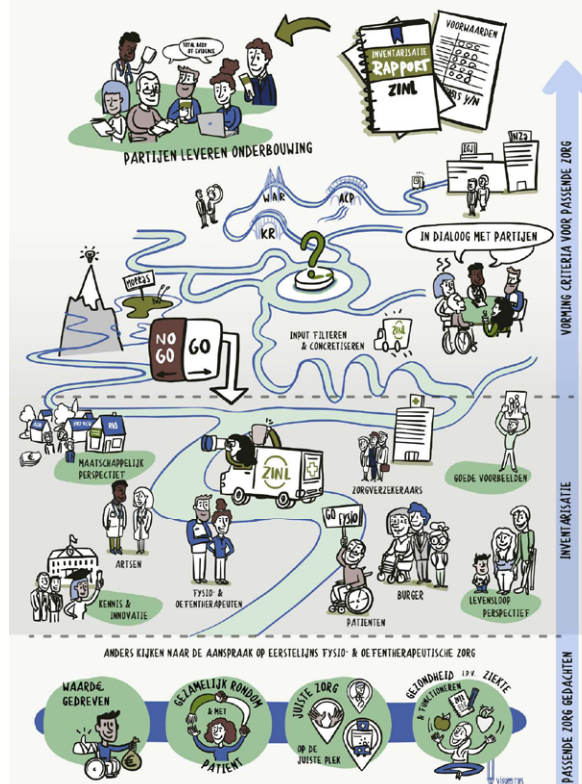 TOTAL BODY
OF EVIDENCE
INVENTARISATIE
RAPPORT
ZINL
VOORWAARDEN
Y/N
PARTIJEN LEVEREN ONDERBOUWING
IGJ
NZa
WAR
ACP
KR
?
IN DIALOOG MET PARTIJEN
MOERAS
NO
GO
GO
INPUT FILTEREN
& CONCRETISEREN
ZINL
VORMING CRITERIA VOOR PASSENDE ZORG
MAATSCHAPPELIJK
PERSPECTIEF
ZINL
ZORGVERZEKERAARS
GOEDE VOORBEELDEN
ARTSEN
GO
FYSIO
KENNIS &
INNOVATIE
FYSIO- &
OEFENTHERAPEUTEN
PATIENTEN
BURGER
LEVENSLOOP
PERSPECTIEF
INVENTARISATIE
ANDERS KIJKEN NAAR DE AANSPRAAK OP EERSTELIJNS FYSIO- & OEFENTHERAPEUTISCHE ZORG
WAARDE
GEDREVEN
GEZAMELIJK RONDOM
& MET
PATIENT
JUISTE ZORG
OP DE
JUISTE PLEK
GEZONDHEID I.P.V. ZIEKTE
& FUNCTIONEREN
PASSENDE ZORG GEDACHTEN